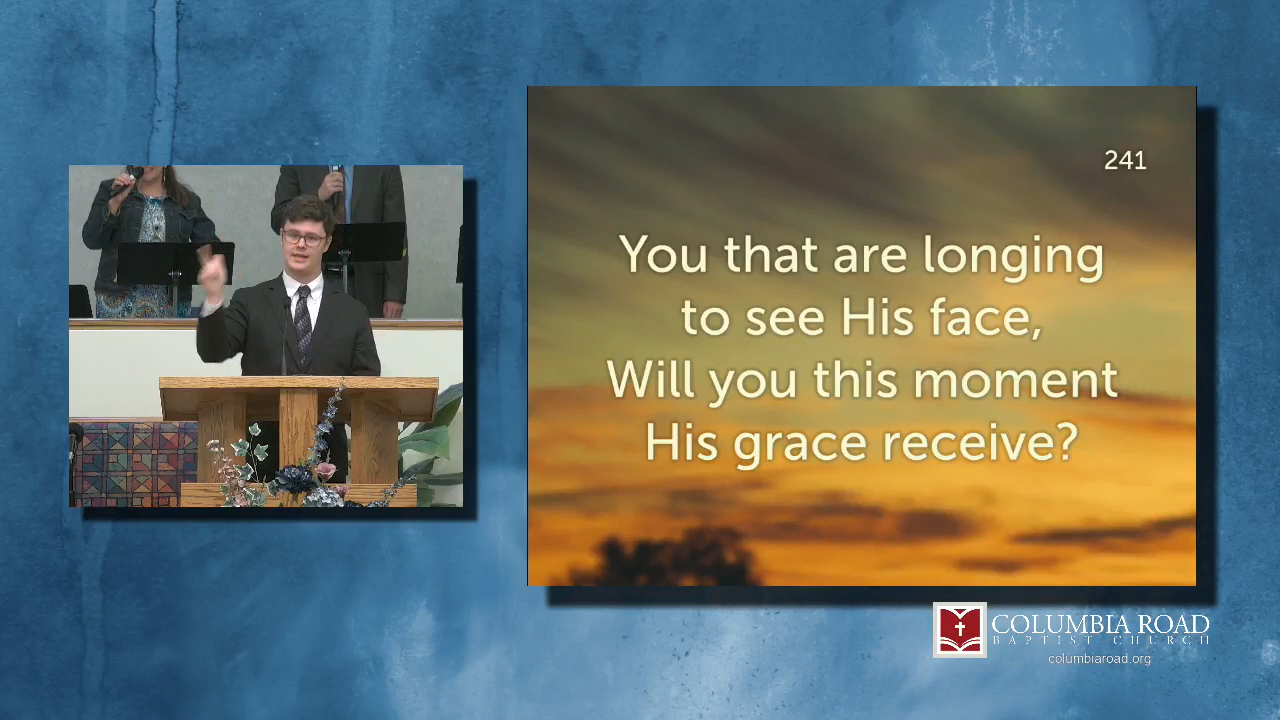 241
You that are longing
to see His face,
Will you this moment
His grace receive?
COLUMBIA ROAD
BAPTIST CHURCH
columbiaroad.org